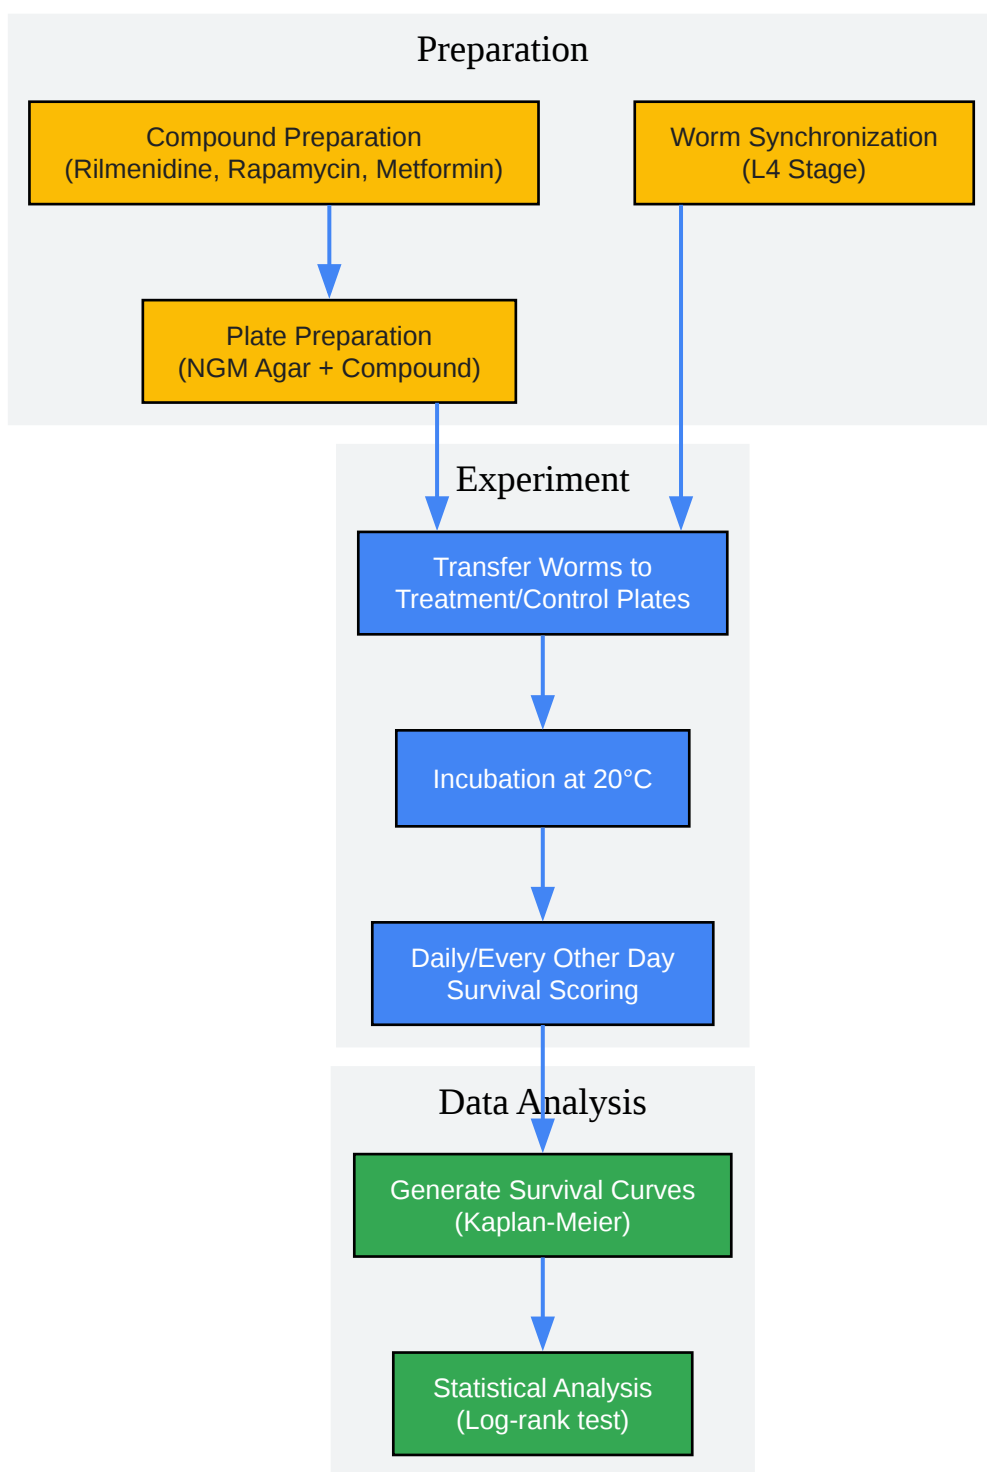 Preparation
Compound Preparation
(Rilmenidine, Rapamycin, Metformin)
Worm Synchronization
(L4 Stage)
Plate Preparation
(NGM Agar + Compound)
Experiment
Transfer Worms to
Treatment/Control Plates
Incubation at 20°C
Daily/Every Other Day
Survival Scoring
Data Analysis
Generate Survival Curves
(Kaplan-Meier)
Statistical Analysis
(Log-rank test)